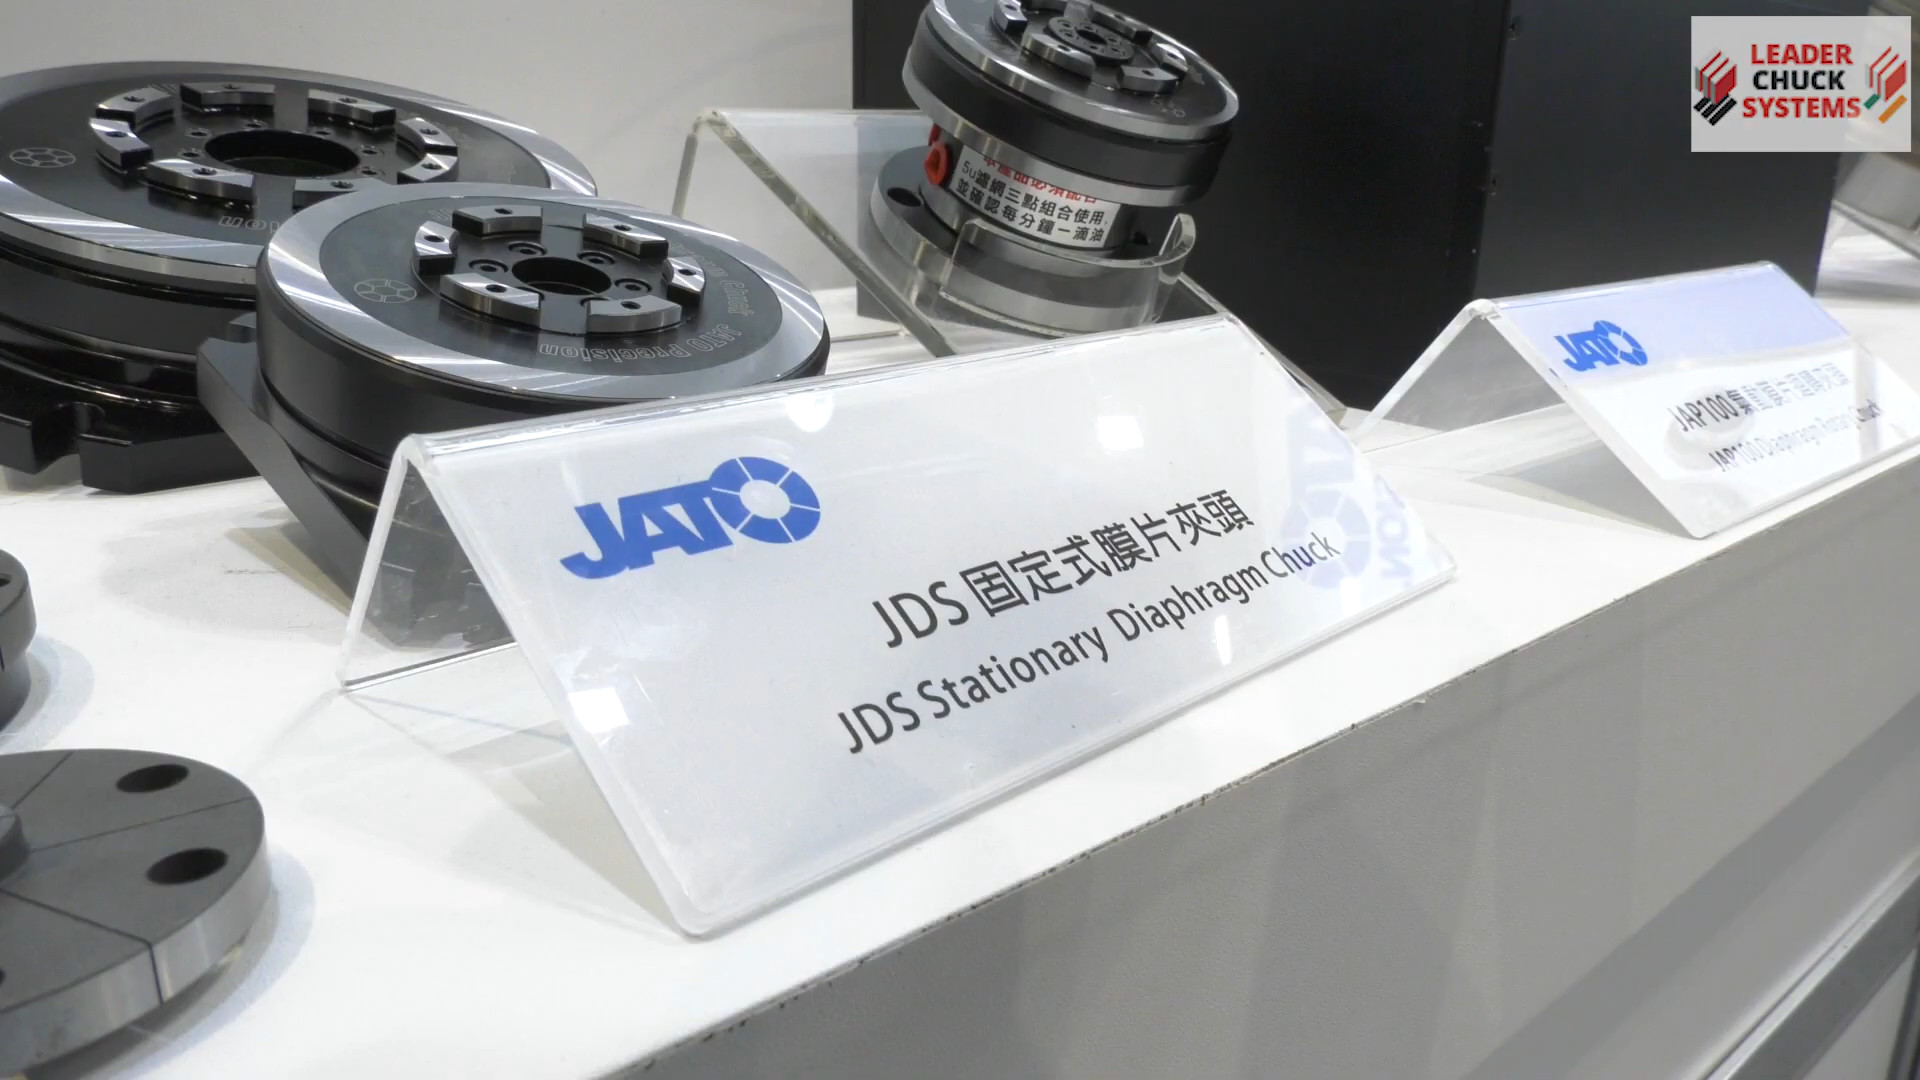 LEADER
CHUCK
SYSTEMS
5u濾網三點組合使用,
並確認每分鐘一滴油
JATO Precision
JATO
JDS 固定式膜片夾頭
JDS Stationary Diaphragm Chuck
JATO
JAP100
JAP100 Diaphragm Rotary Chuck